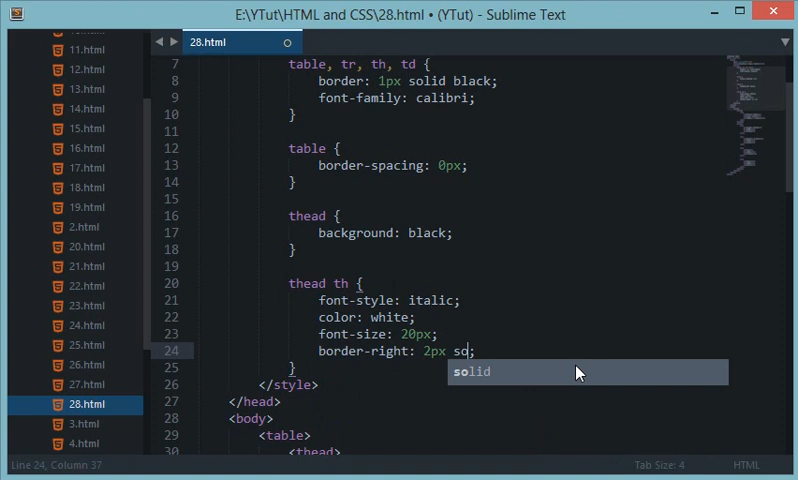 E:\YTut\HTML and CSS\28.html • (YTut) - Sublime Text
28.html
11.html
12.html
13.html
14.html
15.html
16.html
17.html
18.html
19.html
2.html
20.html
21.html
22.html
23.html
24.html
25.html
26.html
27.html
28.html
3.html
4.html
7 table, tr, th, td {
8 border: 1px solid black;
9 font-family: calibri;
10 }
11
12 table {
13 border-spacing: 0px;
14 }
15
16 thead {
17 background: black;
18 }
19
20 thead th {
21 font-style: italic;
22 color: white;
23 font-size: 20px;
24 border-right: 2px so;
solid
25 }
26 </style>
27 </head>
28 <body>
29 <table>
30 <thead>
Line 24, Column 37
Tab Size: 4
HTML